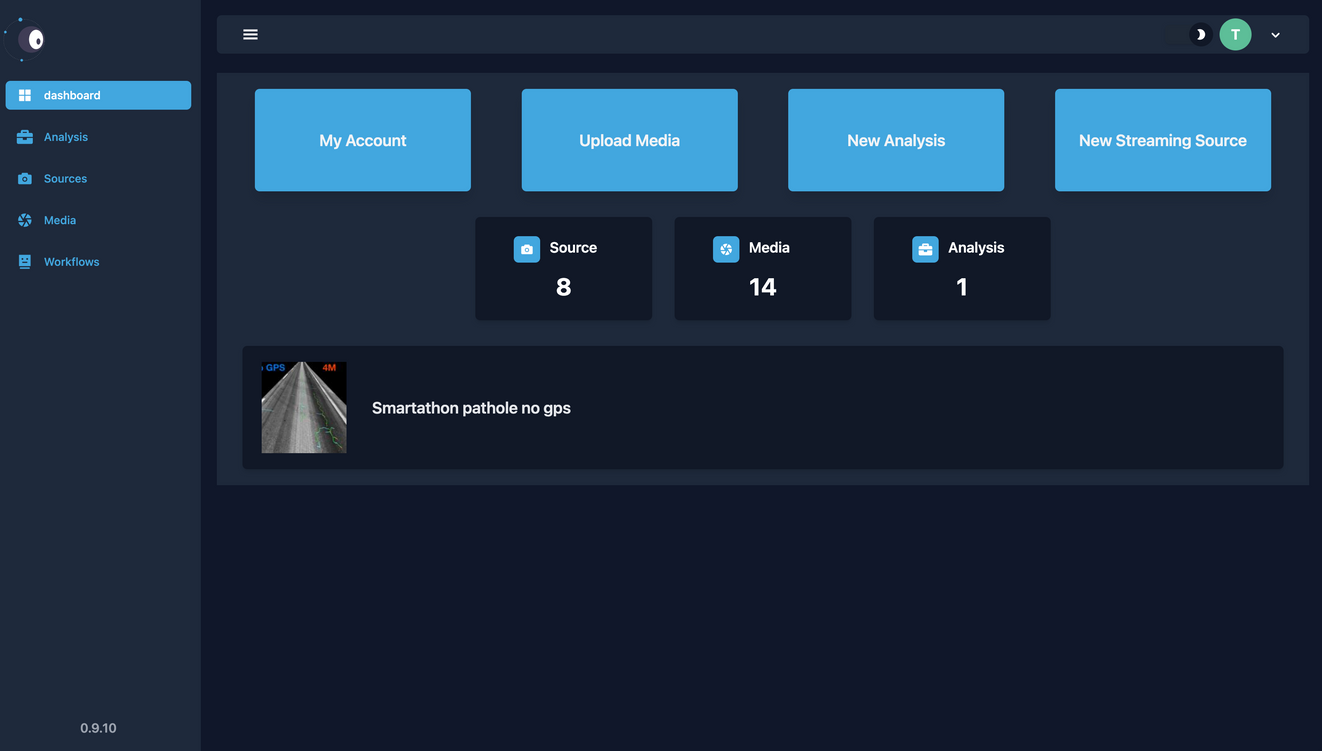 T
dashboard
Analysis
Sources
Media
Workflows
My Account
Upload Media
New Analysis
New Streaming Source
Source
8
Media
14
Analysis
1
GPS 4M
Smartathon pathole no gps
0.9.10